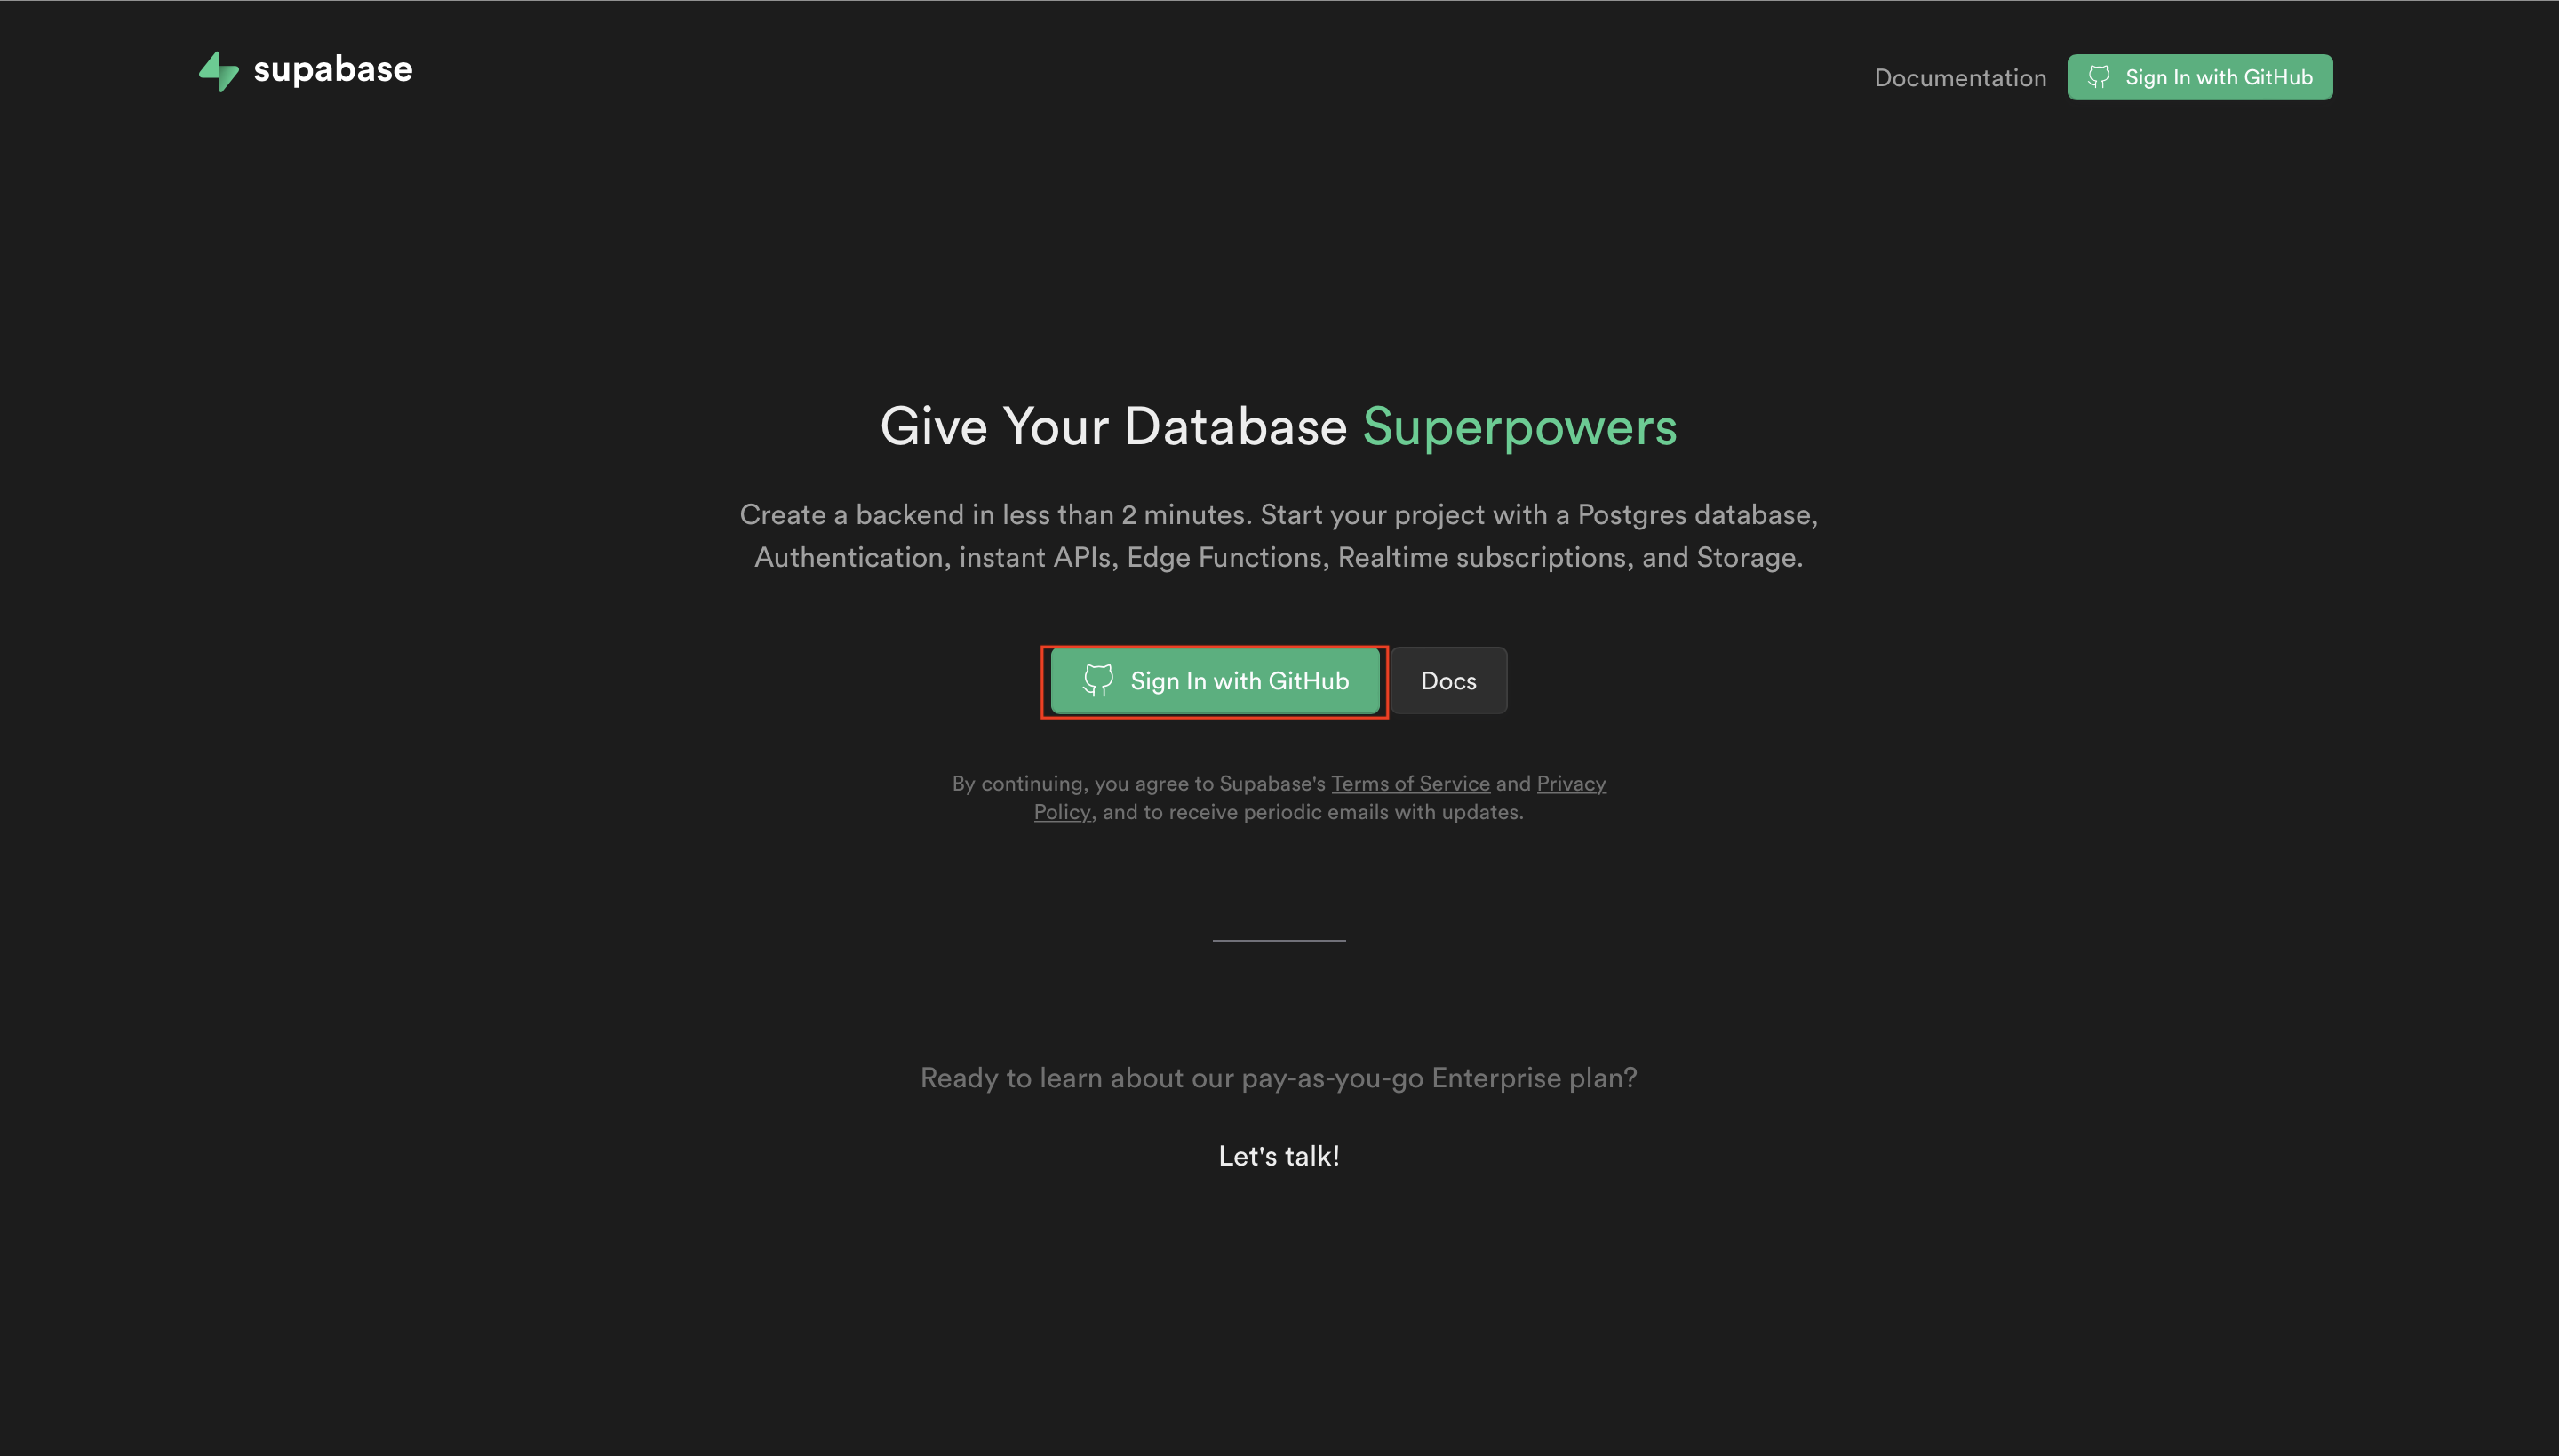 supabase
Documentation
Sign In with GitHub
Give Your Database Superpowers
Create a backend in less than 2 minutes. Start your project with a Postgres database,
Authentication, instant APIs, Edge Functions, Realtime subscriptions, and Storage.
Sign In with GitHub
Docs
By continuing, you agree to Supabase's Terms of Service and Privacy
Policy, and to receive periodic emails with updates.
Ready to learn about our pay-as-you-go Enterprise plan?
Let's talk!